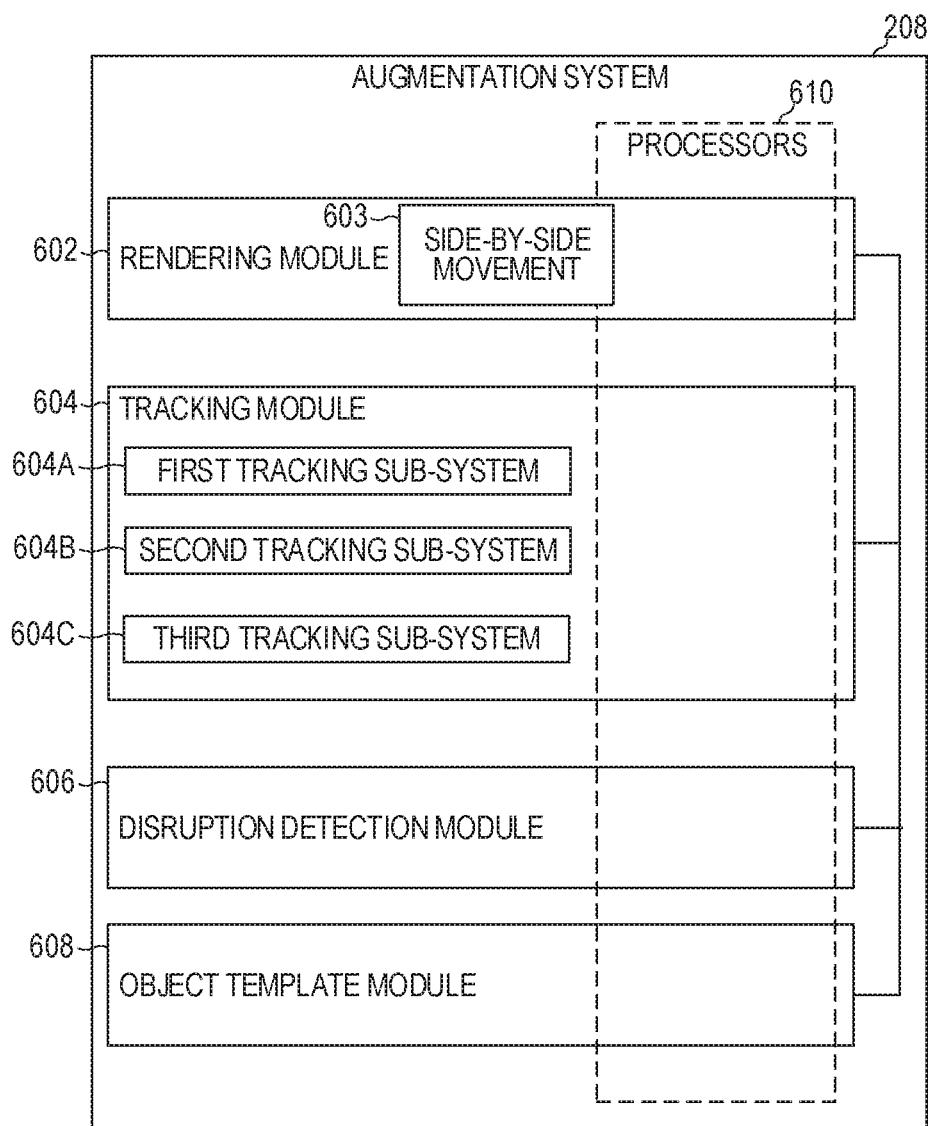 208
AUGMENTATION SYSTEM
610
PROCESSORS
603
SIDE-BY-SIDE
MOVEMENT
602
RENDERING MODULE
604
TRACKING MODULE
604A
FIRST TRACKING SUB-SYSTEM
604B
SECOND TRACKING SUB-SYSTEM
604C
THIRD TRACKING SUB-SYSTEM
606
DISRUPTION DETECTION MODULE
608
OBJECT TEMPLATE MODULE